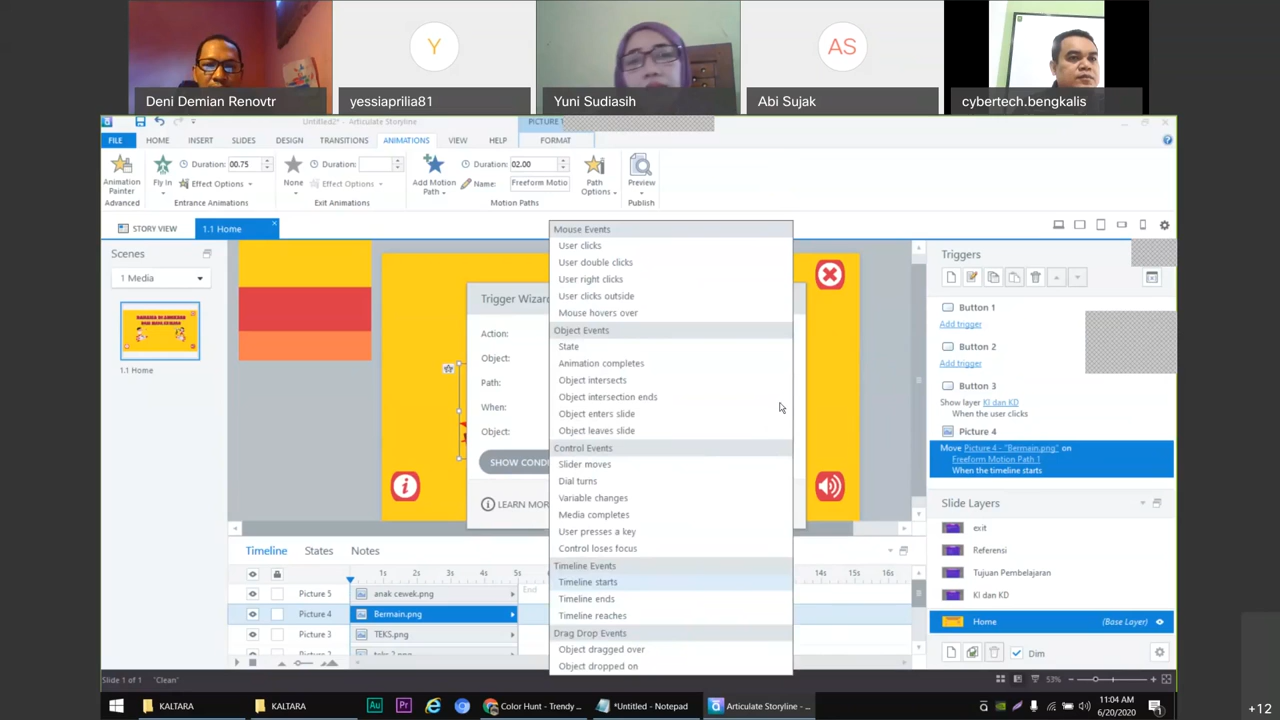 Y
AS
Deni Demian Renovtr
yessiaprilia81
Yuni Sudiasih
Abi Sujak
cybertech.bengkalis
Untitled2* - Articulate Storyline
PICTURE
FILE
HOME
INSERT
SLIDES
DESIGN
TRANSITIONS
ANIMATIONS
VIEW
HELP
FORMAT
Animation Painter
Advanced
Fly In
Duration: 00.75
Effect Options
Entrance Animations
None
Duration:
Effect Options
Exit Animations
Add Motion Path
Duration: 02.00
Name: Freeform Motio
Path Options
Motion Paths
Preview
Publish
STORY VIEW
1.1 Home
Scenes
1 Media
1.1 Home
Trigger Wizar
Action:
Object:
Path:
When:
Object:
SHOW COND
LEARN MOR
Mouse Events
User clicks
User double clicks
User right clicks
User clicks outside
Mouse hovers over
Object Events
State
Animation completes
Object intersects
Object intersection ends
Object enters slide
Object leaves slide
Control Events
Slider moves
Dial turns
Variable changes
Media completes
User presses a key
Control loses focus
Timeline Events
Timeline starts
Timeline ends
Timeline reaches
Drag Drop Events
Object dragged over
Object dropped on
Triggers
Button 1
Add trigger
Button 2
Add trigger
Button 3
Show layer KI dan KD
When the user clicks
Picture 4
Move Picture 4 - "Bermain.png" on
Freeform Motion Path 1
When the timeline starts
Slide Layers
exit
Referensi
Tujuan Pembelajaran
KI dan KD
Home (Base Layer)
Dim
Timeline
States
Notes
1s 2s 3s 4s 5s 14s 15s 16s
End
Picture 5 anak cewek.png
Picture 4 Bermain.png
Picture 3 TEKS.png
Slide 1 of 1
"Clean"
53%
KALTARA
KALTARA
Au
Pr
Color Hunt - Trendy ...
*Untitled - Notepad
Articulate Storyline - ...
11:04 AM
6/20/2020
+12